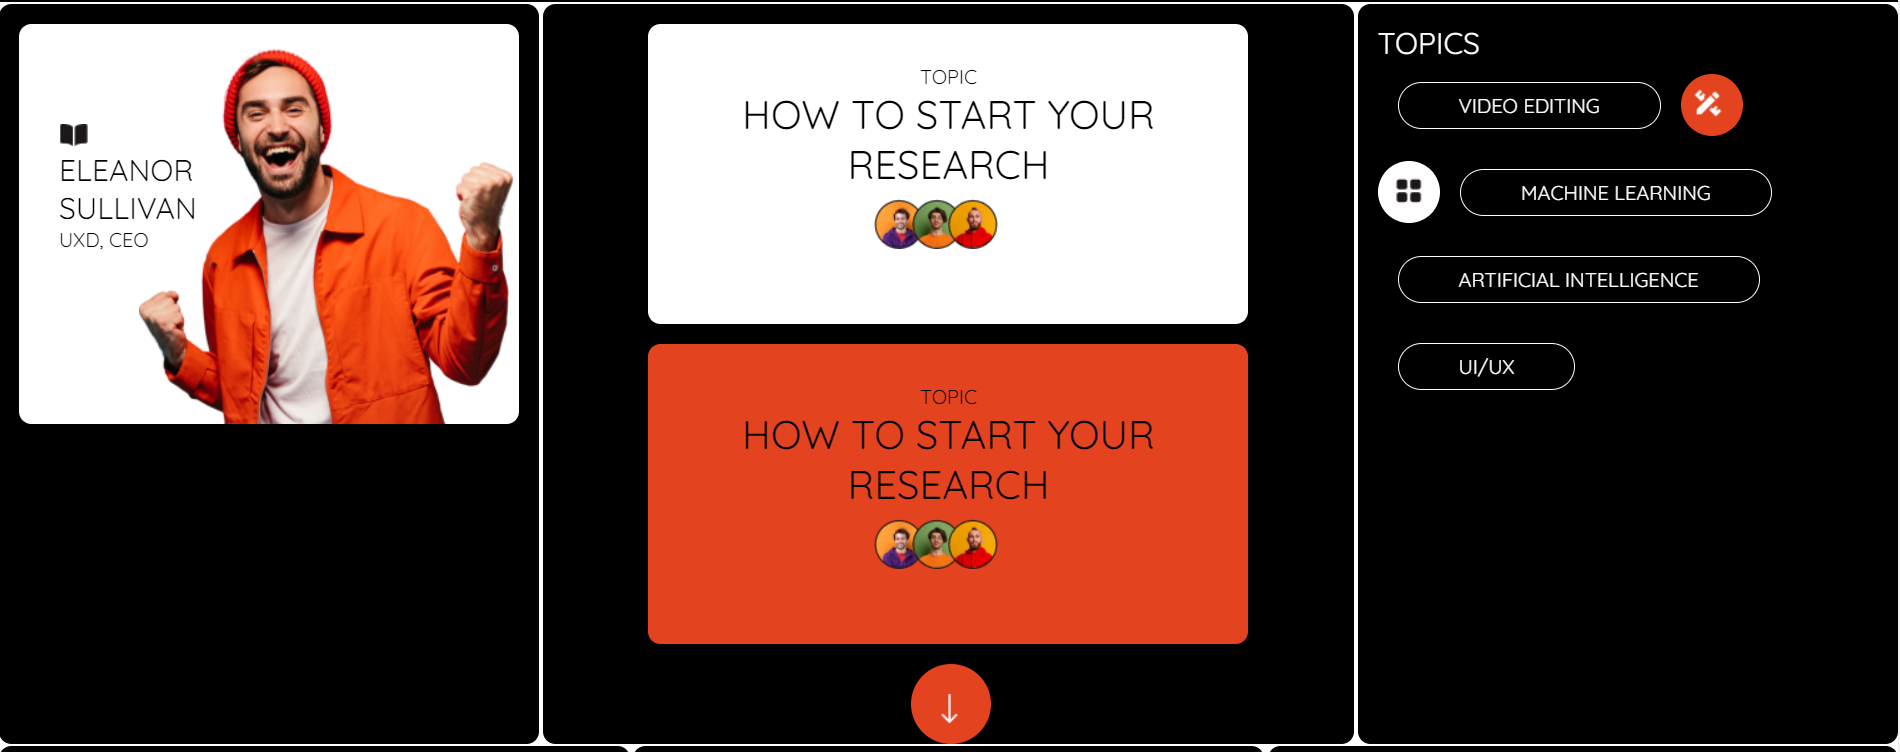 ELEANOR
SULLIVAN
UXD, CEO
TOPIC
HOW TO START YOUR
RESEARCH
TOPIC
HOW TO START YOUR
RESEARCH
TOPICS
VIDEO EDITING
MACHINE LEARNING
ARTIFICIAL INTELLIGENCE
UI/UX